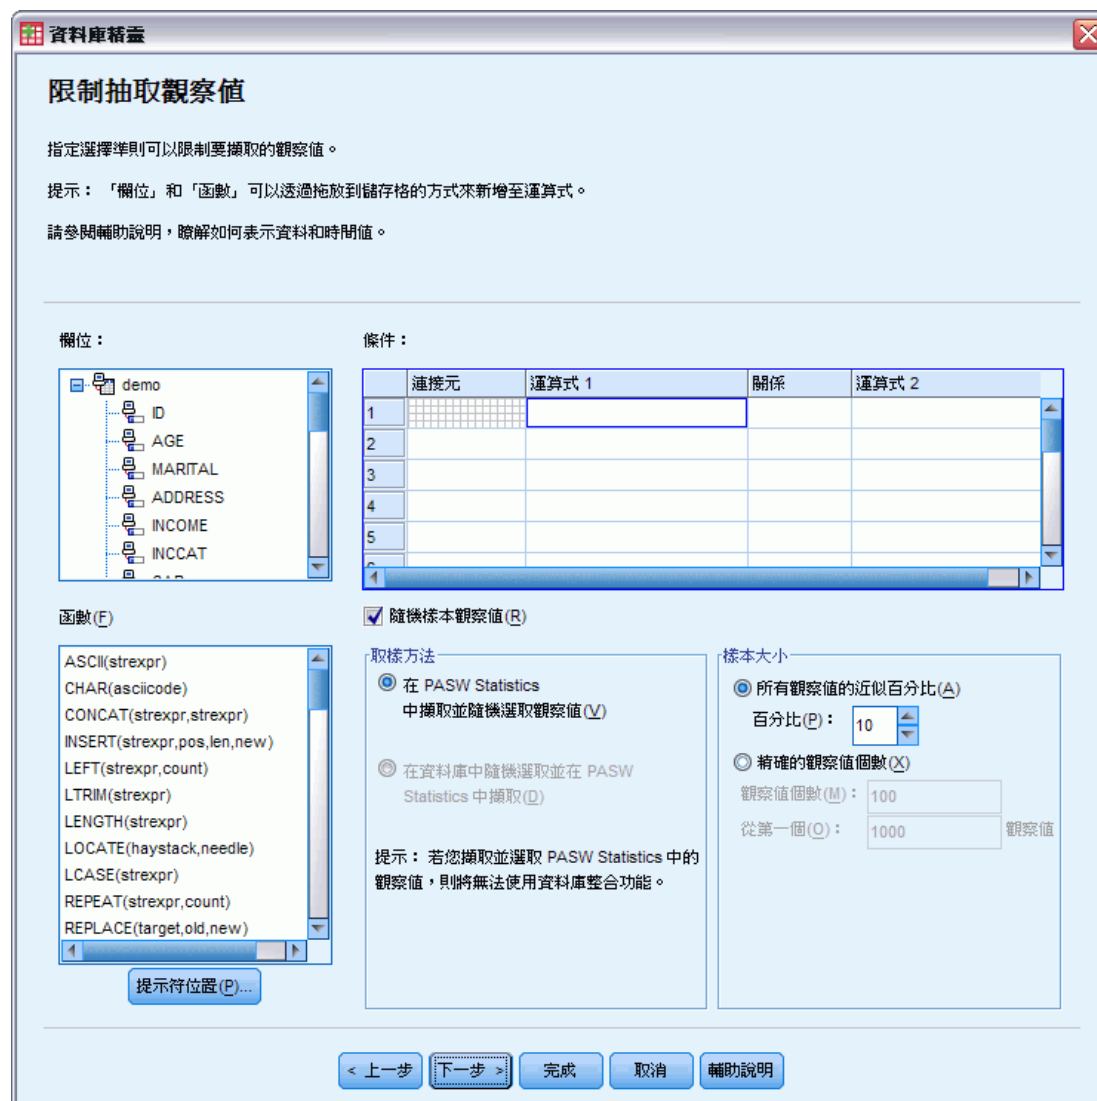 資料庫精靈
限制抽取觀察值
指定選擇準則可以限制要擷取的觀察值。
提示：「欄位」和「函數」可以透過拖放到儲存格的方式來新增至運算式。
請參閱輔助說明，瞭解如何表示資料和時間值。
欄位：
demo
ID
AGE
MARITAL
ADDRESS
INCOME
INCCAT
條件：
連接元 運算式 1 關係 運算式 2
1
2
3
4
5
函數(F)
ASCII(strexpr)
CHAR(asciicode)
CONCAT(strexpr,strexpr)
INSERT(strexpr,pos,len,new)
LEFT(strexpr,count)
LTRIM(strexpr)
LENGTH(strexpr)
LOCATE(haystack,needle)
LCASE(strexpr)
REPEAT(strexpr,count)
REPLACE(target,old,new)
提示符位置(P)...
隨機樣本觀察值(R)
取樣方法
在 PASW Statistics
中擷取並隨機選取觀察值(V)
在資料庫中隨機選取並在 PASW
Statistics 中擷取(D)
提示：若您擷取並選取 PASW Statistics 中的
觀察值，則將無法使用資料庫整合功能。
樣本大小
所有觀察值的近似百分比(A)
百分比(P)： 10
精確的觀察值個數(X)
觀察值個數(M)： 100
從第一個(O)： 1000 觀察值
< 上一步 下一步 > 完成 取消 輔助說明